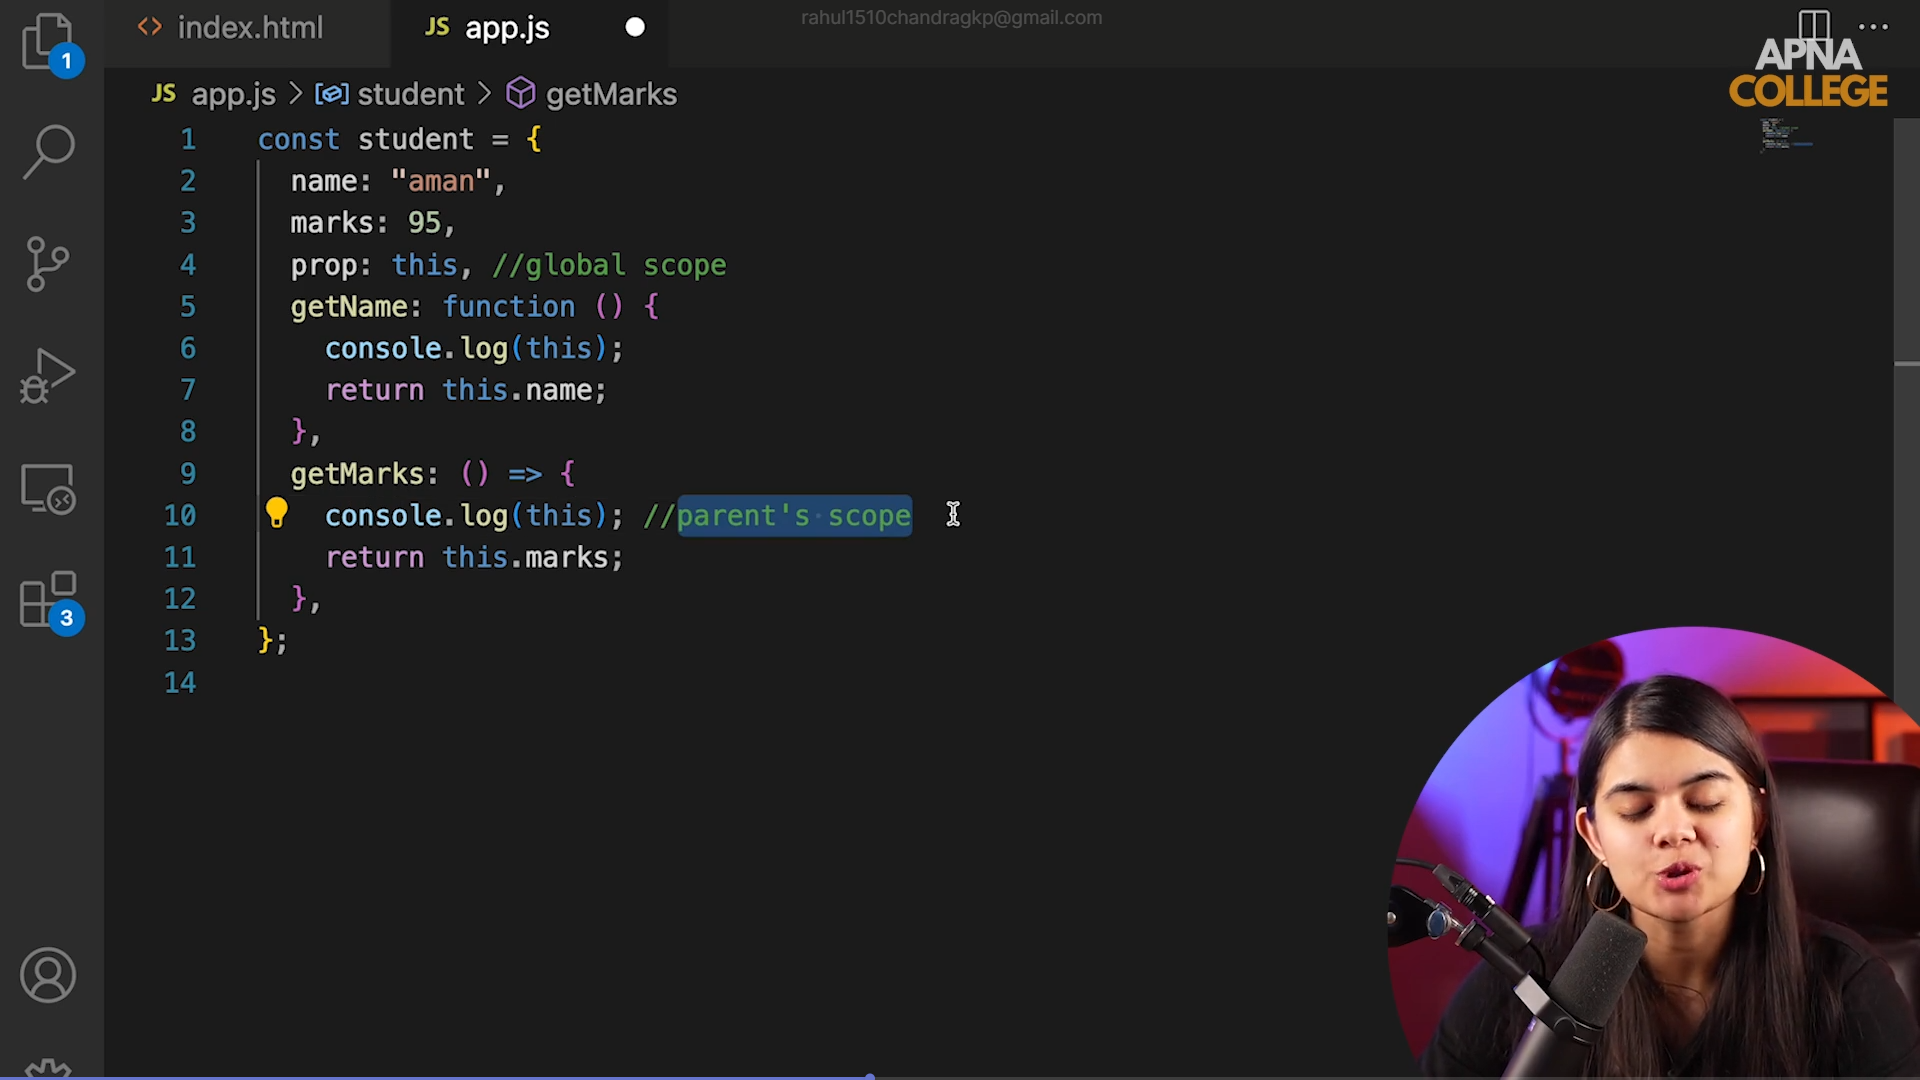 rahul1510chandragkp@gmail.com
index.html
JS app.js
APNA
COLLEGE
1
JS app.js > student > getMarks
1 const student = {
2 name: "aman",
3 marks: 95,
4 prop: this, //global scope
5 getName: function () {
6 console.log(this);
7 return this.name;
8 },
9 getMarks: () => {
10 console.log(this); //parent's scope
11 return this.marks;
12 },
13 };
14
3